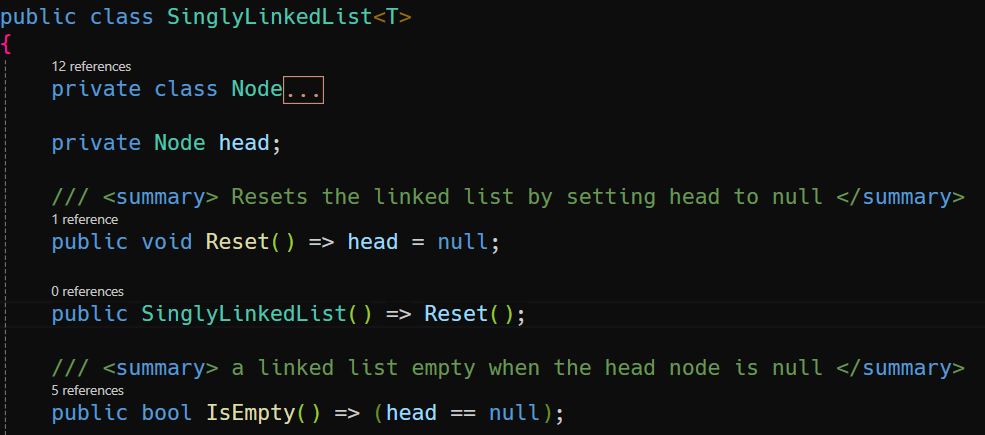 public class SinglyLinkedList<T>
{
12 references
private class Node...
private Node head;
/// <summary> Resets the linked list by setting head to null </summary>
1 reference
public void Reset() => head = null;
0 references
public SinglyLinkedList() => Reset();
/// <summary> a linked list empty when the head node is null </summary>
5 references
public bool IsEmpty() => (head == null);